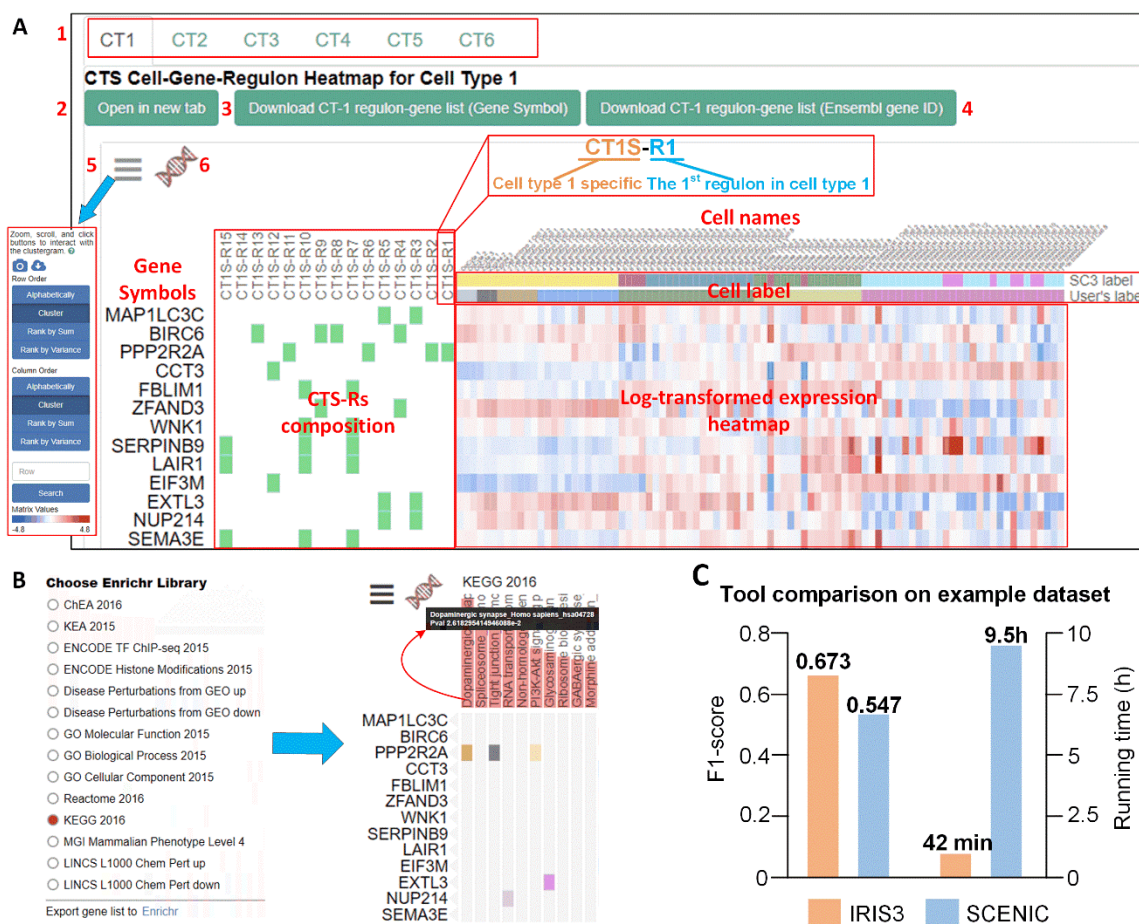 A
1
CT1 CT2 CT3 CT4 CT5 CT6
CTS Cell-Gene-Regulon Heatmap for Cell Type 1
2 Open in new tab 3 Download CT-1 regulon-gene list (Gene Symbol) Download CT-1 regulon-gene list (Ensembl gene ID) 4
5 6
CT1S-R1
Cell type 1 specific The 1st regulon in cell type 1
Zoom, scroll, and click
buttons to interact with
the clustergram.
Row Order
Alphabetically
Cluster
Rank by Sum
Rank by Variance
Column Order
Alphabetically
Cluster
Rank by Sum
Rank by Variance
Row
Search
Matrix Values
-4.8 4.8
Gene
Symbols
CT1S-R15
CT1S-R14
CT1S-R13
CT1S-R12
CT1S-R11
CT1S-R10
CT1S-R9
CT1S-R8
CT1S-R7
CT1S-R6
CT1S-R5
CT1S-R4
CT1S-R3
CT1S-R2
CT1S-R1
Cell names
Cell label
SC3 label
User's label
MAP1LC3C
BIRC6
PPP2R2A
CCT3
FBLIM1
ZFAND3
WNK1
SERPINB9
LAIR1
EIF3M
EXTL3
NUP214
SEMA3E
CTS-Rs
composition
Log-transformed expression
heatmap
B
Choose Enrichr Library
ChEA 2016
KEA 2015
ENCODE TF ChIP-seq 2015
ENCODE Histone Modifications 2015
Disease Perturbations from GEO up
Disease Perturbations from GEO down
GO Molecular Function 2015
GO Biological Process 2015
GO Cellular Component 2015
Reactome 2016
KEGG 2016
MGI Mammalian Phenotype Level 4
LINCS L1000 Chem Pert up
LINCS L1000 Chem Pert down
Export gene list to Enrichr
KEGG 2016
Dopaminergic synapse_Homo sapiens_hsa04728
Pval 2.618295414946088e-2
Dopaminergic
Spliceosome
Tight junction
RNA transport
Non-homologous
PI3K-Akt
Glycosaminoglycan
Ribosome
GABAergic
Morphine
MAP1LC3C
BIRC6
PPP2R2A
CCT3
FBLIM1
ZFAND3
WNK1
SERPINB9
LAIR1
EIF3M
EXTL3
NUP214
SEMA3E
C
Tool comparison on example dataset
F1-score
0.8
0.6
0.4
0.2
0
0.673
0.547
42 min
9.5h
10
7.5
5
2.5
0
Running time (h)
IRIS3 SCENIC